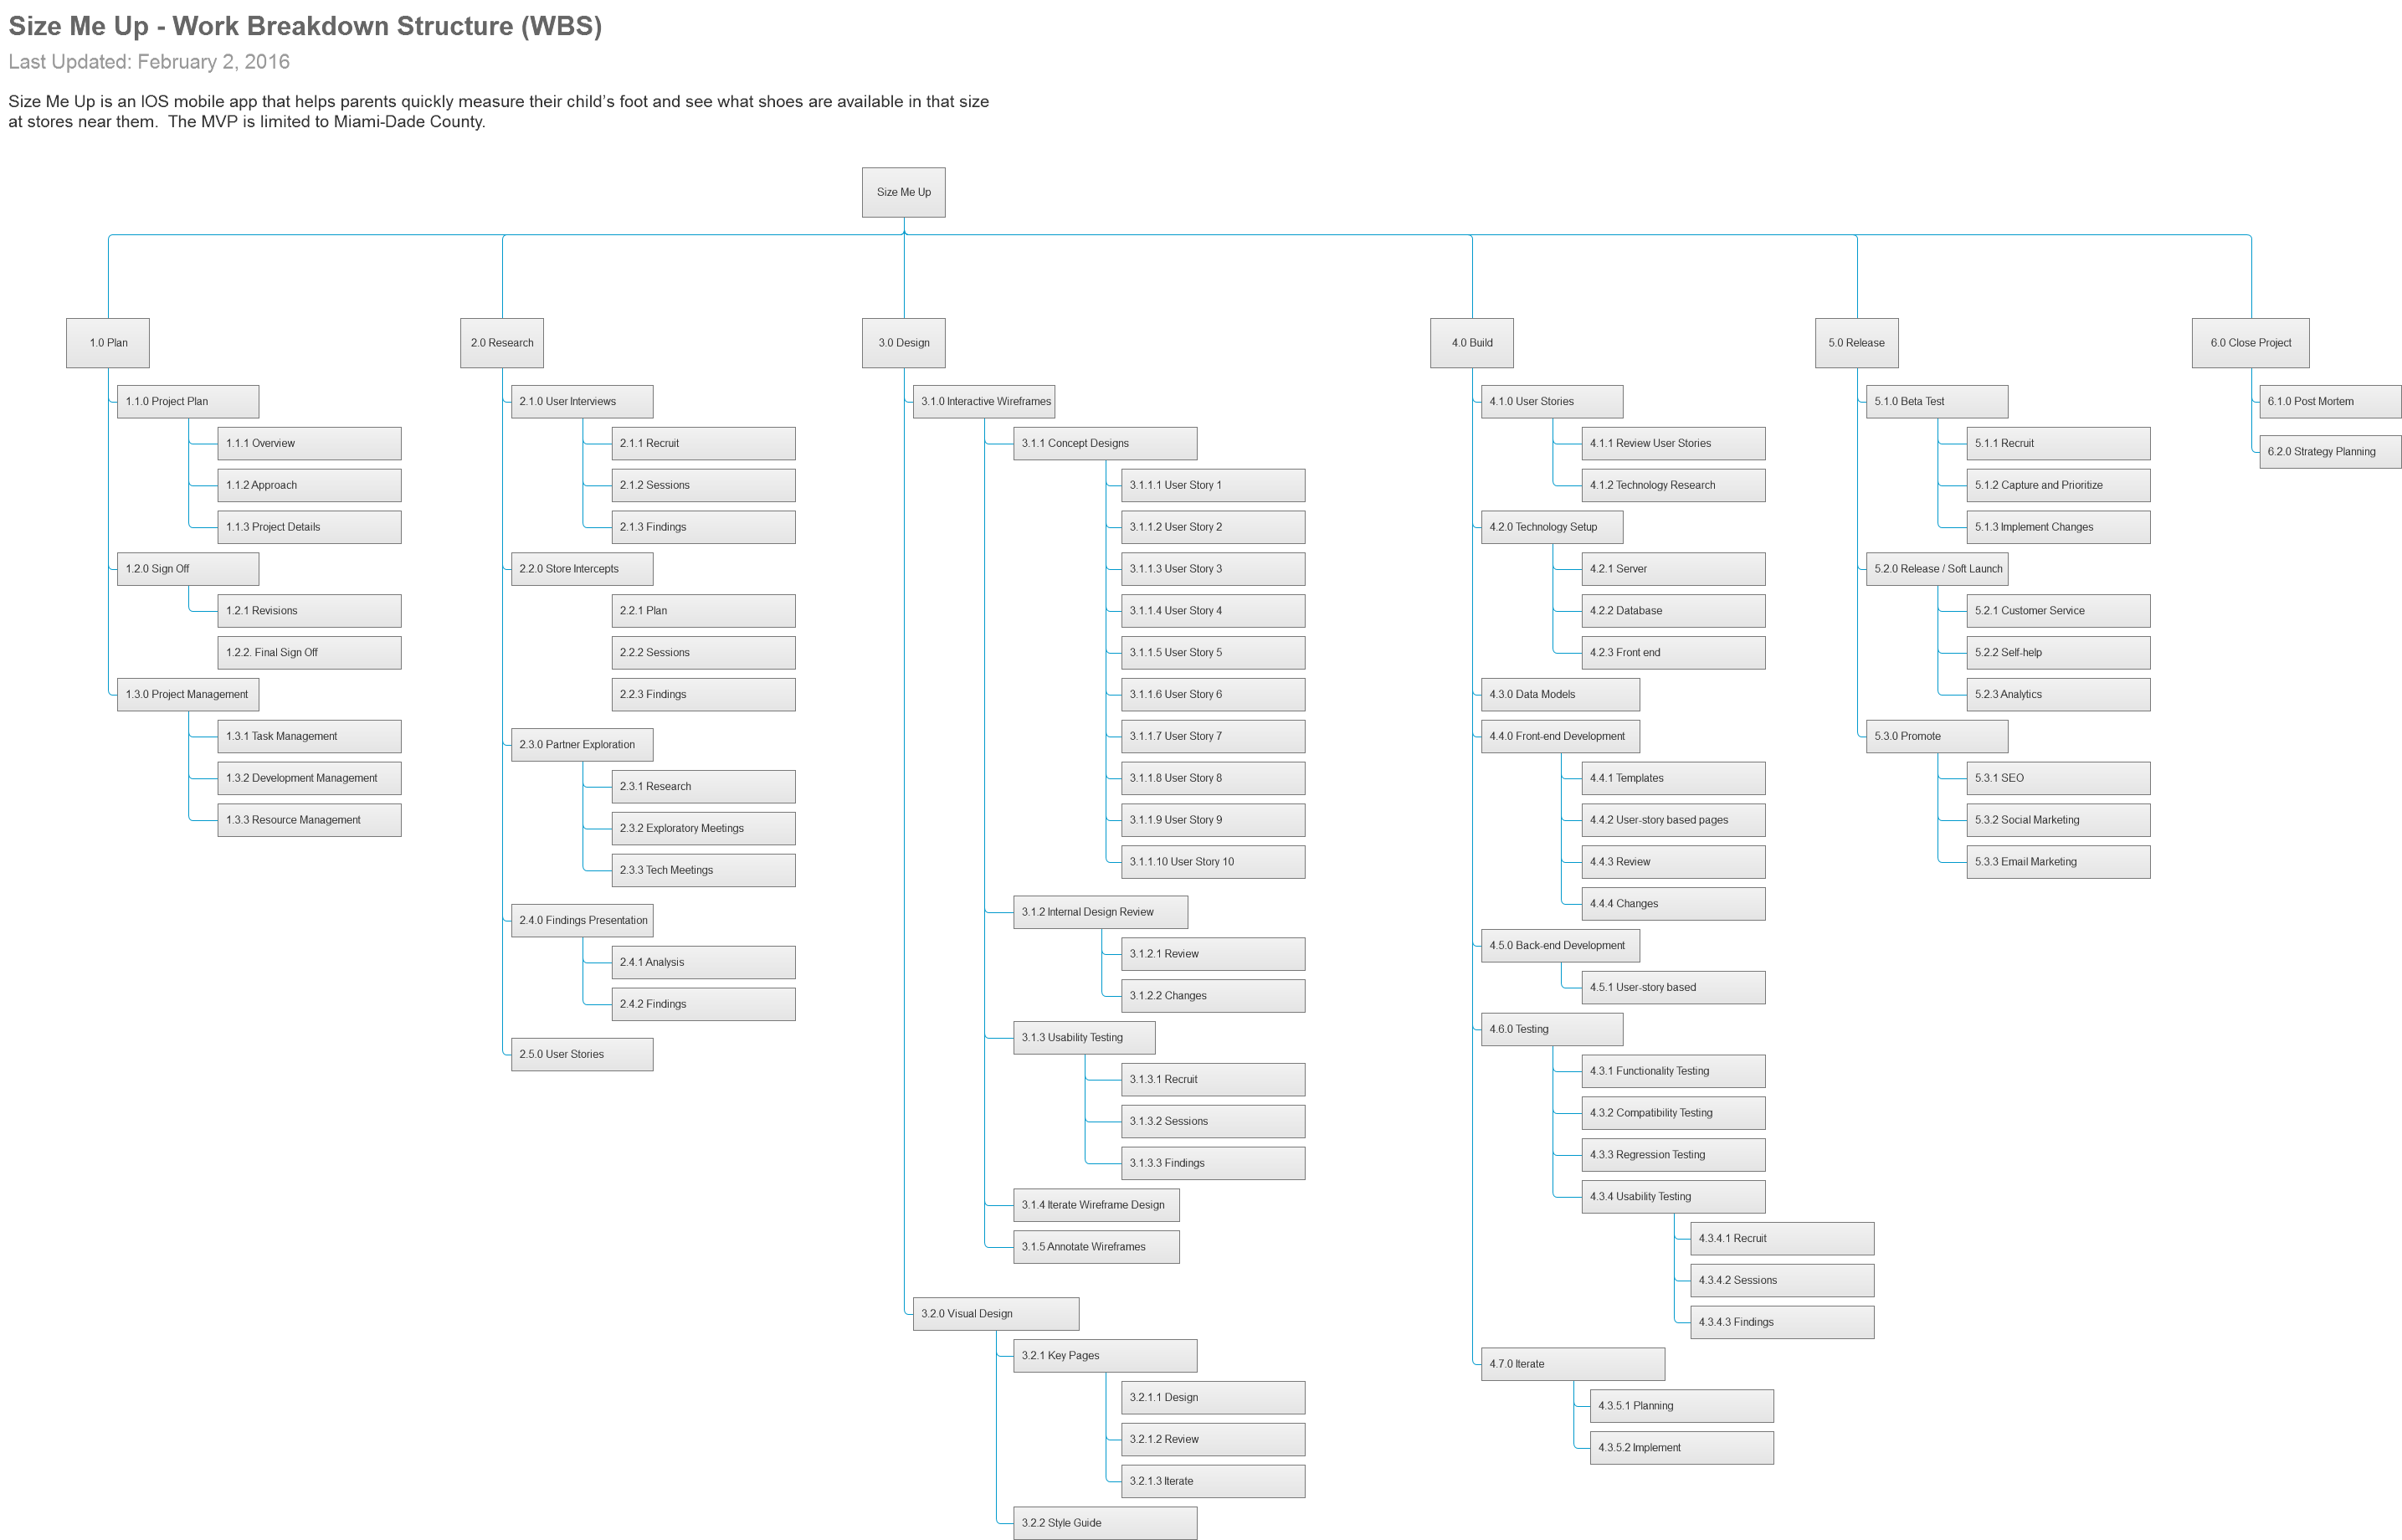 Size Me Up - Work Breakdown Structure (WBS)
Last Updated: February 2, 2016
Size Me Up is an IOS mobile app that helps parents quickly measure their child's foot and see what shoes are available in that size
at stores near them.  The MVP is limited to Miami-Dade County.
Size Me Up
1.0 Plan
1.1.0 Project Plan
1.1.1 Overview
1.1.2 Approach
1.1.3 Project Details
1.2.0 Sign Off
1.2.1 Revisions
1.2.2. Final Sign Off
1.3.0 Project Management
1.3.1 Task Management
1.3.2 Development Management
1.3.3 Resource Management
2.0 Research
2.1.0 User Interviews
2.1.1 Recruit
2.1.2 Sessions
2.1.3 Findings
2.2.0 Store Intercepts
2.2.1 Plan
2.2.2 Sessions
2.2.3 Findings
2.3.0 Partner Exploration
2.3.1 Research
2.3.2 Exploratory Meetings
2.3.3 Tech Meetings
2.4.0 Findings Presentation
2.4.1 Analysis
2.4.2 Findings
2.5.0 User Stories
3.0 Design
3.1.0 Interactive Wireframes
3.1.1 Concept Designs
3.1.1.1 User Story 1
3.1.1.2 User Story 2
3.1.1.3 User Story 3
3.1.1.4 User Story 4
3.1.1.5 User Story 5
3.1.1.6 User Story 6
3.1.1.7 User Story 7
3.1.1.8 User Story 8
3.1.1.9 User Story 9
3.1.1.10 User Story 10
3.1.2 Internal Design Review
3.1.2.1 Review
3.1.2.2 Changes
3.1.3 Usability Testing
3.1.3.1 Recruit
3.1.3.2 Sessions
3.1.3.3 Findings
3.1.4 Iterate Wireframe Design
3.1.5 Annotate Wireframes
3.2.0 Visual Design
3.2.1 Key Pages
3.2.1.1 Design
3.2.1.2 Review
3.2.1.3 Iterate
3.2.2 Style Guide
4.0 Build
4.1.0 User Stories
4.1.1 Review User Stories
4.1.2 Technology Research
4.2.0 Technology Setup
4.2.1 Server
4.2.2 Database
4.2.3 Front end
4.3.0 Data Models
4.4.0 Front-end Development
4.4.1 Templates
4.4.2 User-story based pages
4.4.3 Review
4.4.4 Changes
4.5.0 Back-end Development
4.5.1 User-story based
4.6.0 Testing
4.3.1 Functionality Testing
4.3.2 Compatibility Testing
4.3.3 Regression Testing
4.3.4 Usability Testing
4.3.4.1 Recruit
4.3.4.2 Sessions
4.3.4.3 Findings
4.7.0 Iterate
4.3.5.1 Planning
4.3.5.2 Implement
5.0 Release
5.1.0 Beta Test
5.1.1 Recruit
5.1.2 Capture and Prioritize
5.1.3 Implement Changes
5.2.0 Release / Soft Launch
5.2.1 Customer Service
5.2.2 Self-help
5.2.3 Analytics
5.3.0 Promote
5.3.1 SEO
5.3.2 Social Marketing
5.3.3 Email Marketing
6.0 Close Project
6.1.0 Post Mortem
6.2.0 Strategy Planning